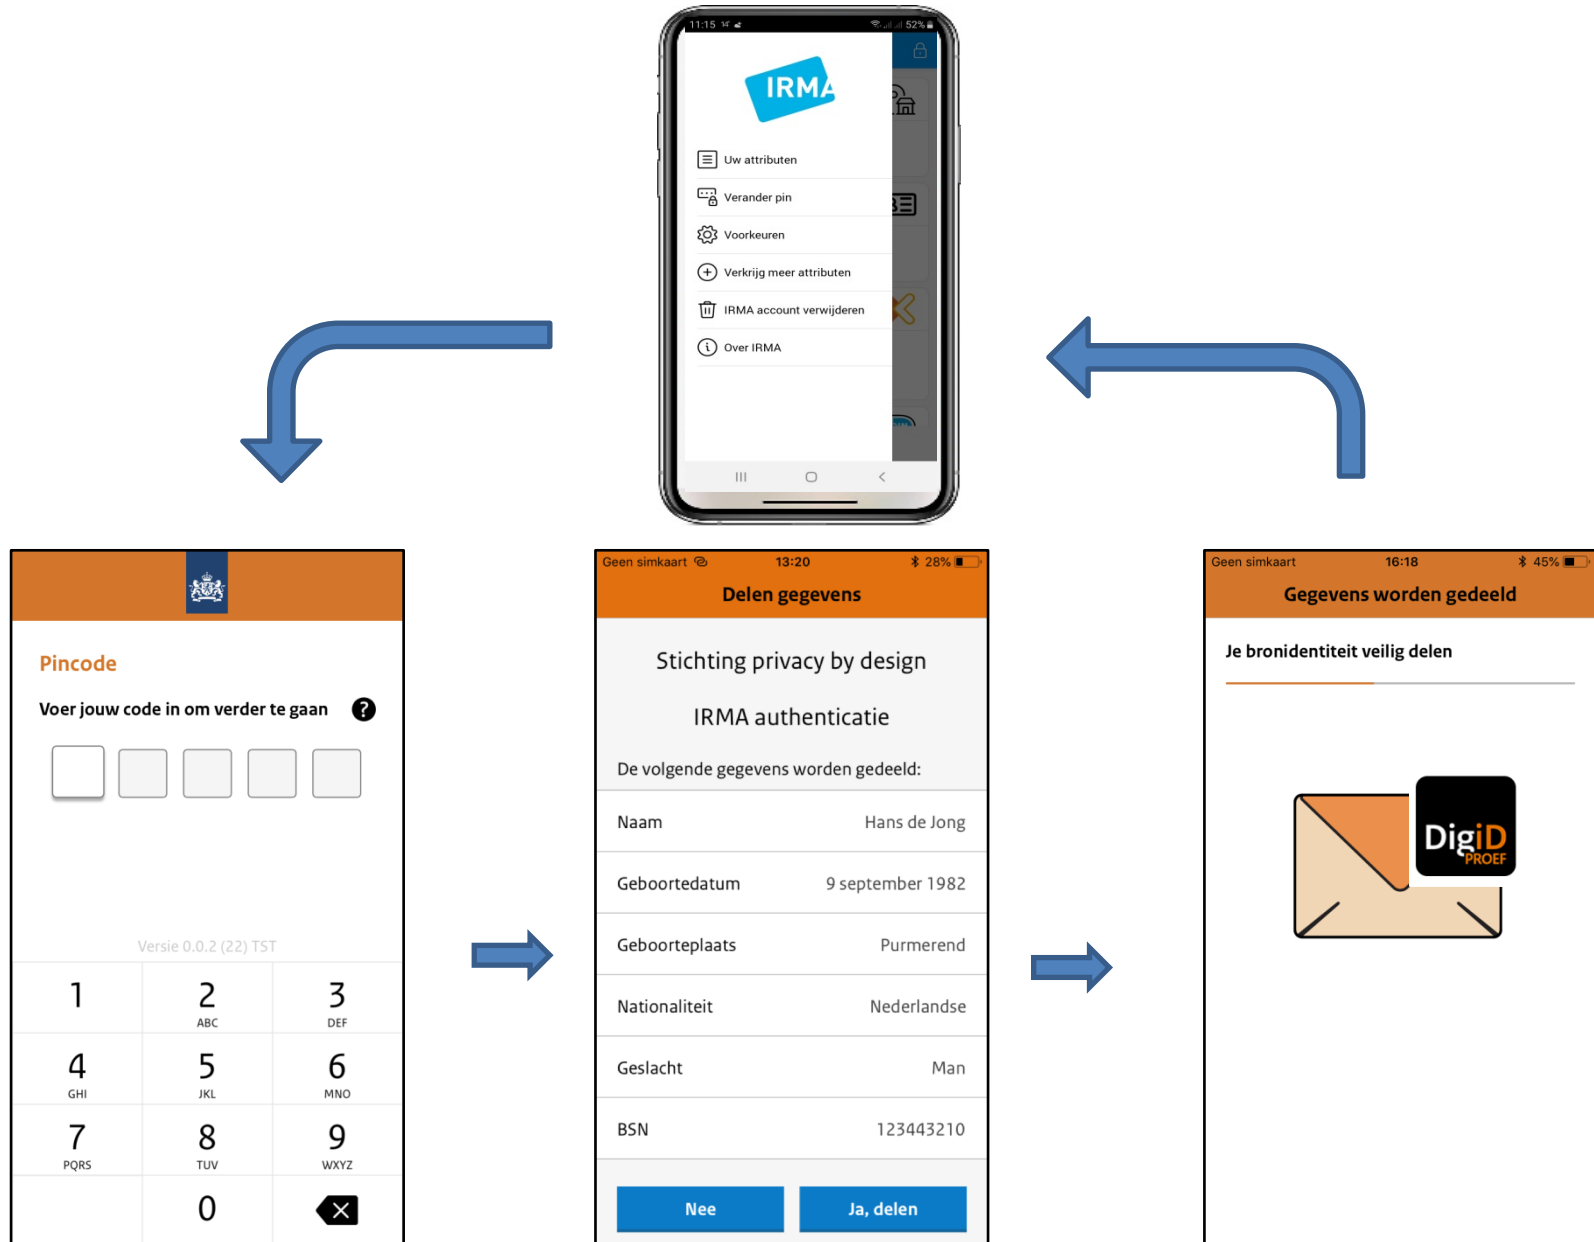 11:15
52%
IRMA
Uw attributen
Verander pin
Voorkeuren
Verkrijg meer attributen
IRMA account verwijderen
Over IRMA
Pincode
Voer jouw code in om verder te gaan ?
Versie 0.0.2 (22) TST
1 2 3
ABC DEF
4 5 6
GHI JKL MNO
7 8 9
PQRS TUV WXYZ
0
Geen simkaart 13:20 28%
Delen gegevens
Stichting privacy by design
IRMA authenticatie
De volgende gegevens worden gedeeld:
Naam Hans de Jong
Geboortedatum 9 september 1982
Geboorteplaats Purmerend
Nationaliteit Nederlandse
Geslacht Man
BSN 123443210
Nee Ja, delen
Geen simkaart 16:18 45%
Gegevens worden gedeeld
Je bronidentiteit veilig delen
DigiD
PROEF